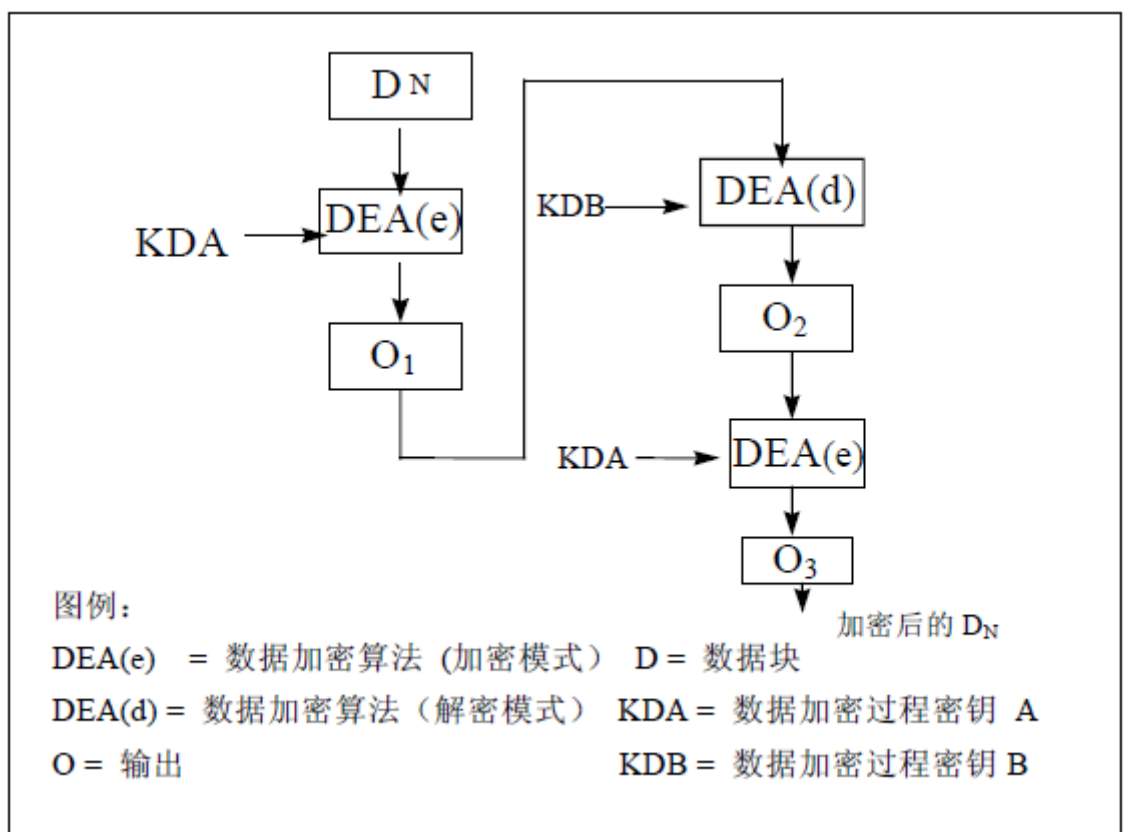 D N
DEA(e)
KDA
O1
DEA(d)
KDB
O2
KDA
DEA(e)
O3
加密后的 DN
图例：
DEA(e) = 数据加密算法 (加密模式） D = 数据块
DEA(d) = 数据加密算法（解密模式） KDA = 数据加密过程密钥 A
O = 输出 KDB = 数据加密过程密钥 B